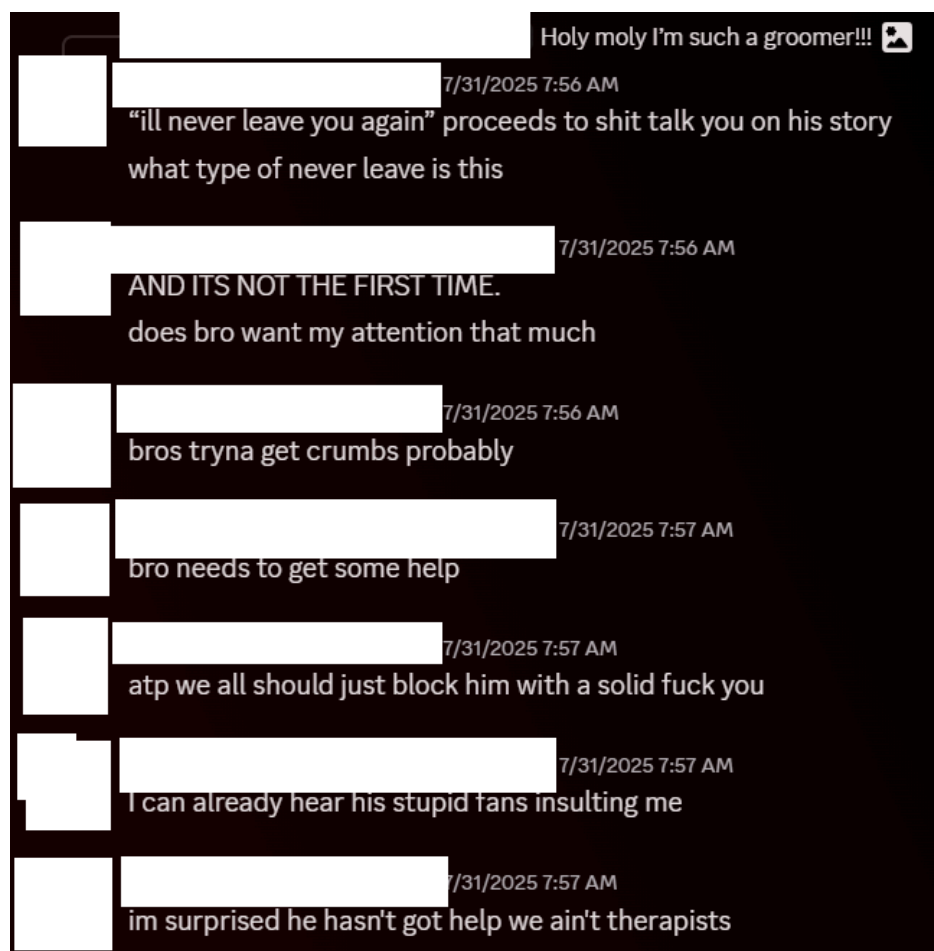 Holy moly I’m such a groomer!!!
7/31/2025 7:56 AM
“ill never leave you again” proceeds to shit talk you on his story
what type of never leave is this
7/31/2025 7:56 AM
AND ITS NOT THE FIRST TIME.
does bro want my attention that much
7/31/2025 7:56 AM
bros tryna get crumbs probably
7/31/2025 7:57 AM
bro needs to get some help
7/31/2025 7:57 AM
atp we all should just block him with a solid fuck you
7/31/2025 7:57 AM
I can already hear his stupid fans insulting me
7/31/2025 7:57 AM
im surprised he hasn't got help we ain't therapists